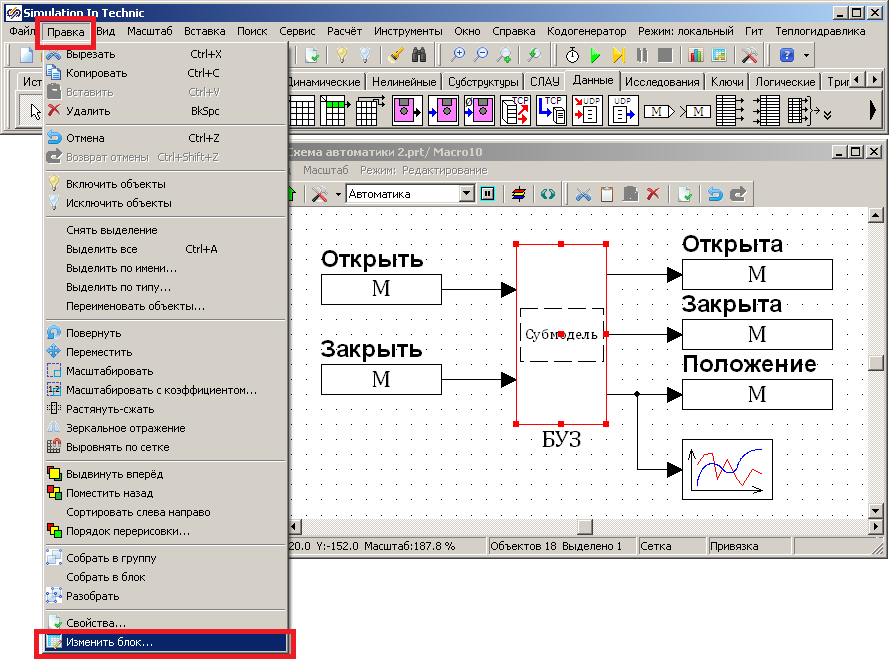 Simulation In Technic
Файл Правка Вид Масштаб Вставка Поиск Сервис Расчёт Инструменты Окно Справка Кодогенератор Режим: локальный Гит Теплогидравлика
Динамические Нелинейные Субструктуры СЛАУ Данные Исследования Ключи Логические
TCP TCP UDP UDP M M
Вырезать Ctrl+X
Копировать Ctrl+C
Вставить Ctrl+V
Удалить BkSpc
Отмена Ctrl+Z
Возврат отмены Ctrl+Shift+Z
Включить объекты
Исключить объекты
Снять выделение
Выделить все Ctrl+A
Выделить по имени...
Выделить по типу...
Переименовать объекты...
Повернуть
Переместить
Масштабировать
Масштабировать с коэффициентом...
Растянуть-сжать
Зеркальное отражение
Выровнять по сетке
Выдвинуть вперёд
Поместить назад
Сортировать слева направо
Порядок перерисовки...
Собрать в группу
Собрать в блок
Разобрать
Свойства...
Изменить блок...
Схема автоматики 2.prt/ Macro10
Масштаб Режим: Редактирование
Автоматика
Открыть
M
Закрыть
M
Субмодель
БУЗ
Открыта
M
Закрыта
M
Положение
M
20.0 Y:-152.0 Масштаб:187.8 % Объектов 18 Выделено 1 Сетка Привязка